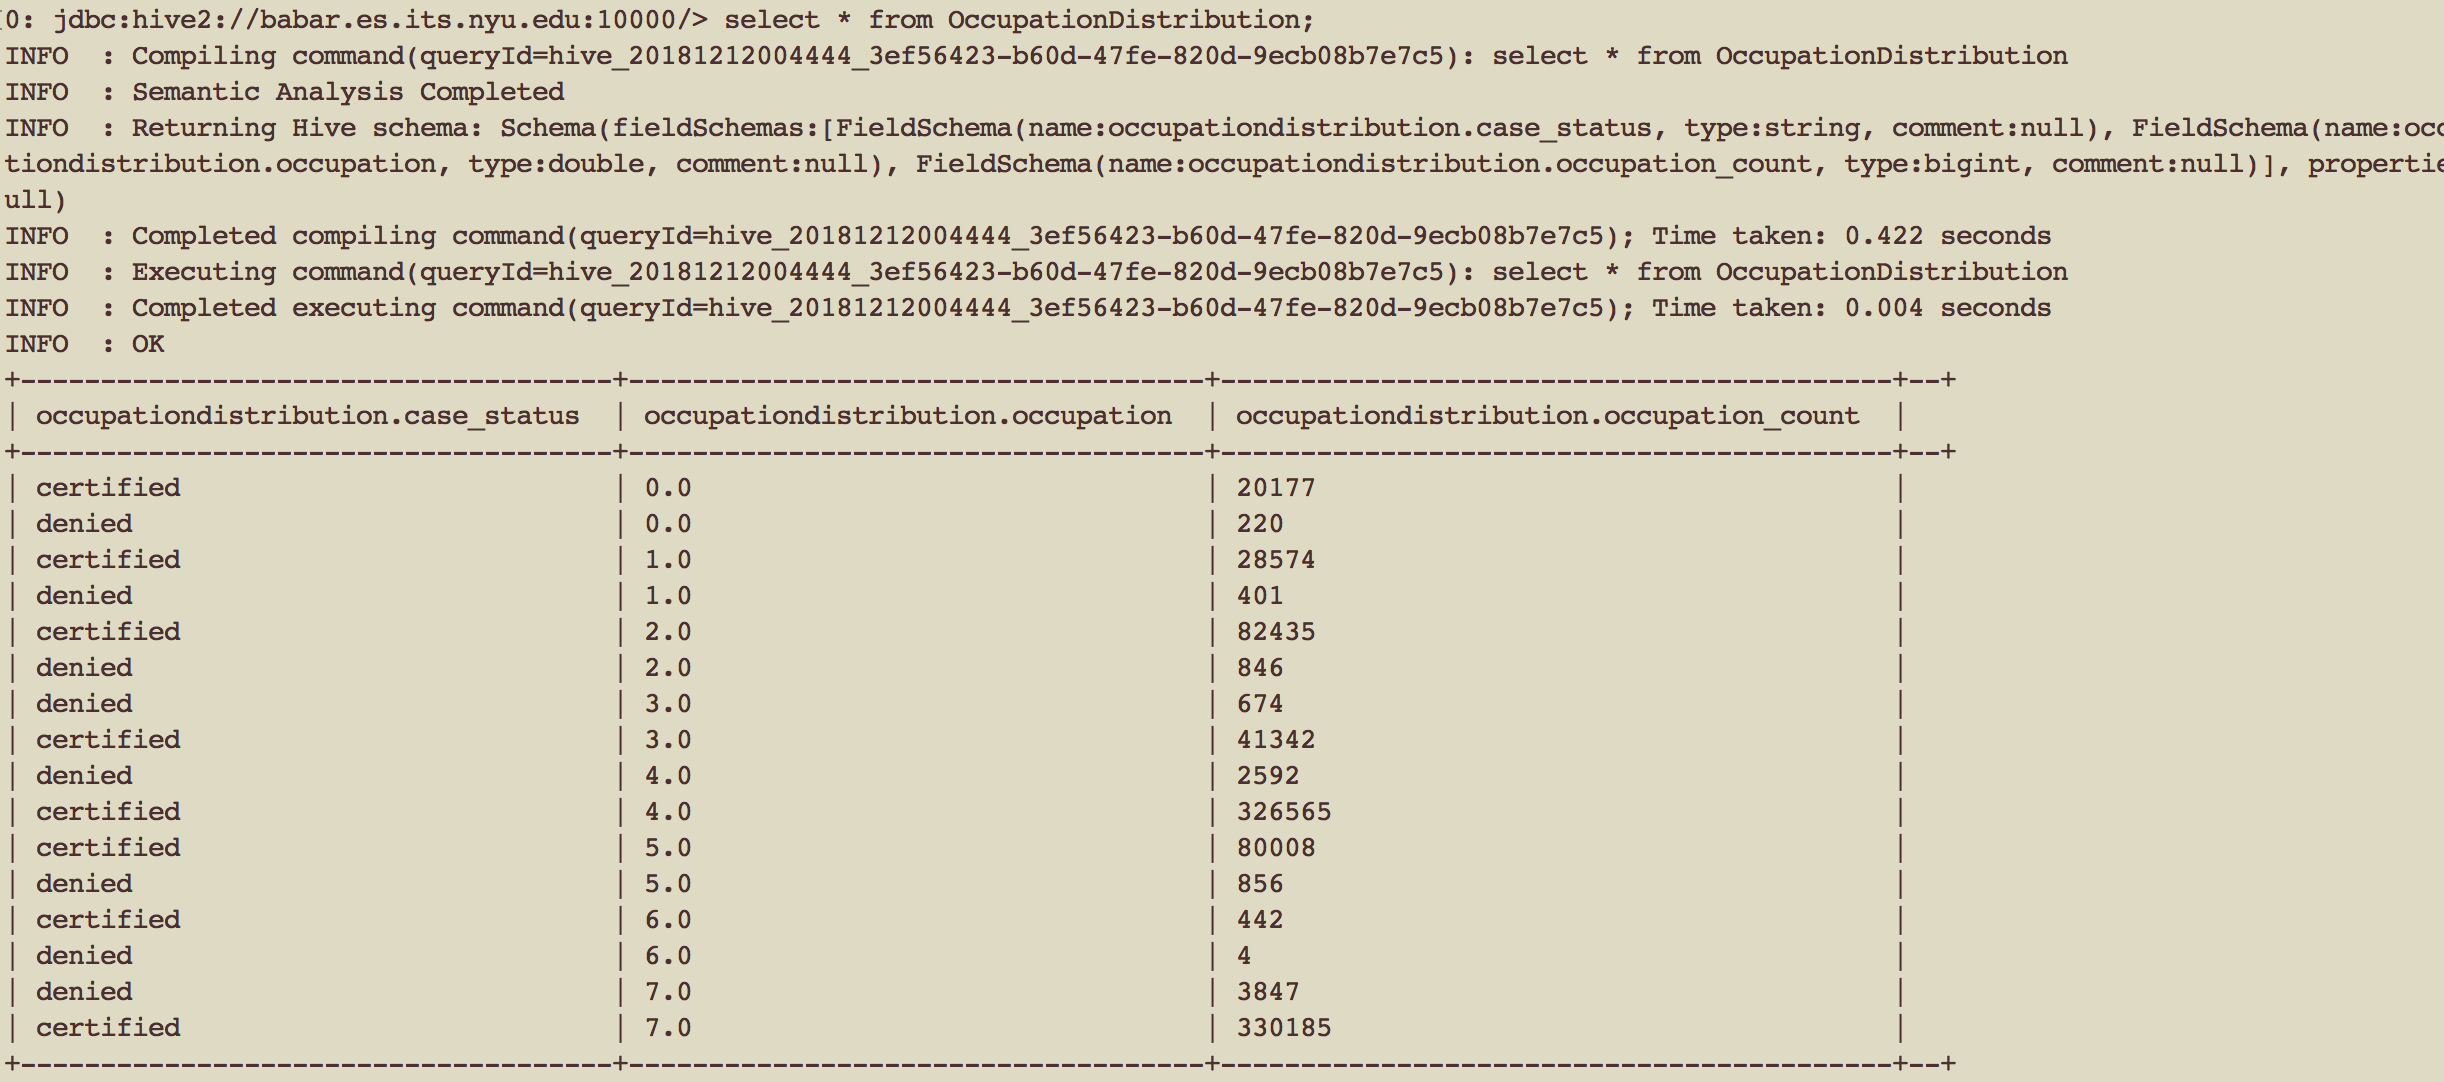 0: jdbc:hive2://babar.es.its.nyu.edu:10000/> select * from OccupationDistribution;
INFO  : Compiling command(queryId=hive_20181212004444_3ef56423-b60d-47fe-820d-9ecb08b7e7c5): select * from OccupationDistribution
INFO  : Semantic Analysis Completed
INFO  : Returning Hive schema: Schema(fieldSchemas:[FieldSchema(name:occupationdistribution.case_status, type:string, comment:null), FieldSchema(name:occ
tiondistribution.occupation, type:double, comment:null), FieldSchema(name:occupationdistribution.occupation_count, type:bigint, comment:null)], propertie
ull)
INFO  : Completed compiling command(queryId=hive_20181212004444_3ef56423-b60d-47fe-820d-9ecb08b7e7c5); Time taken: 0.422 seconds
INFO  : Executing command(queryId=hive_20181212004444_3ef56423-b60d-47fe-820d-9ecb08b7e7c5): select * from OccupationDistribution
INFO  : Completed executing command(queryId=hive_20181212004444_3ef56423-b60d-47fe-820d-9ecb08b7e7c5); Time taken: 0.004 seconds
INFO  : OK
+-------------------------------------+------------------------------------+------------------------------------------+--+
| occupationdistribution.case_status  | occupationdistribution.occupation  | occupationdistribution.occupation_count  |
+-------------------------------------+------------------------------------+------------------------------------------+--+
| certified                           | 0.0                                | 20177                                    |
| denied                              | 0.0                                | 220                                      |
| certified                           | 1.0                                | 28574                                    |
| denied                              | 1.0                                | 401                                      |
| certified                           | 2.0                                | 82435                                    |
| denied                              | 2.0                                | 846                                      |
| denied                              | 3.0                                | 674                                      |
| certified                           | 3.0                                | 41342                                    |
| denied                              | 4.0                                | 2592                                     |
| certified                           | 4.0                                | 326565                                   |
| certified                           | 5.0                                | 80008                                    |
| denied                              | 5.0                                | 856                                      |
| certified                           | 6.0                                | 442                                      |
| denied                              | 6.0                                | 4                                        |
| denied                              | 7.0                                | 3847                                     |
| certified                           | 7.0                                | 330185                                   |
+-------------------------------------+------------------------------------+------------------------------------------+--+